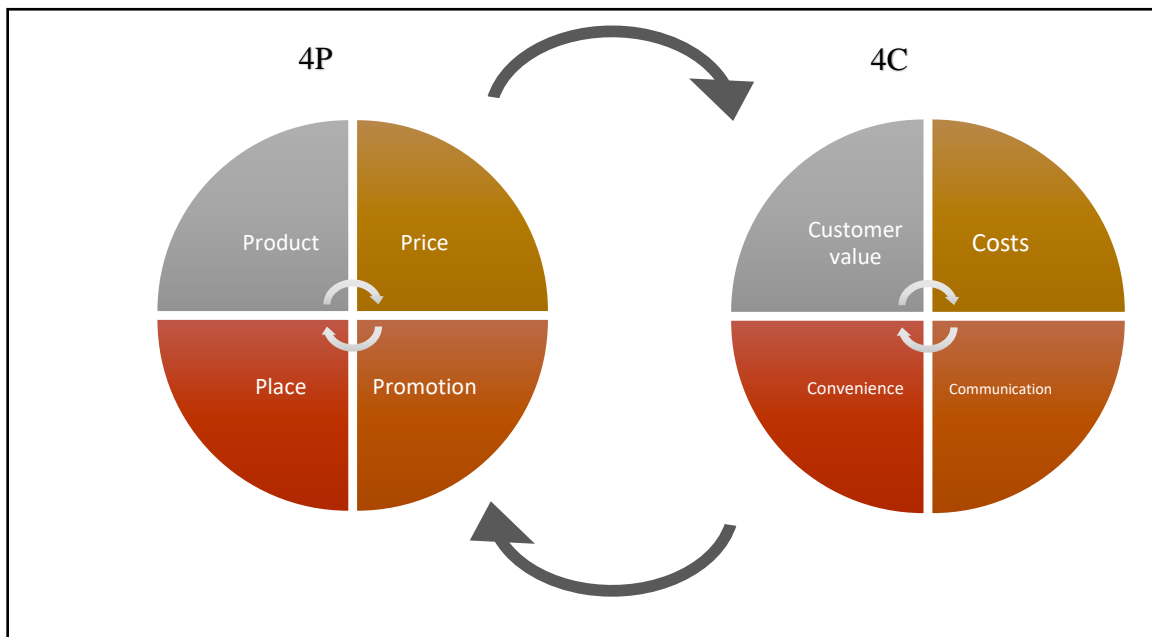 4P
4C
Product
Price
Place
Promotion
Customer
value
Costs
Convenience
Communication